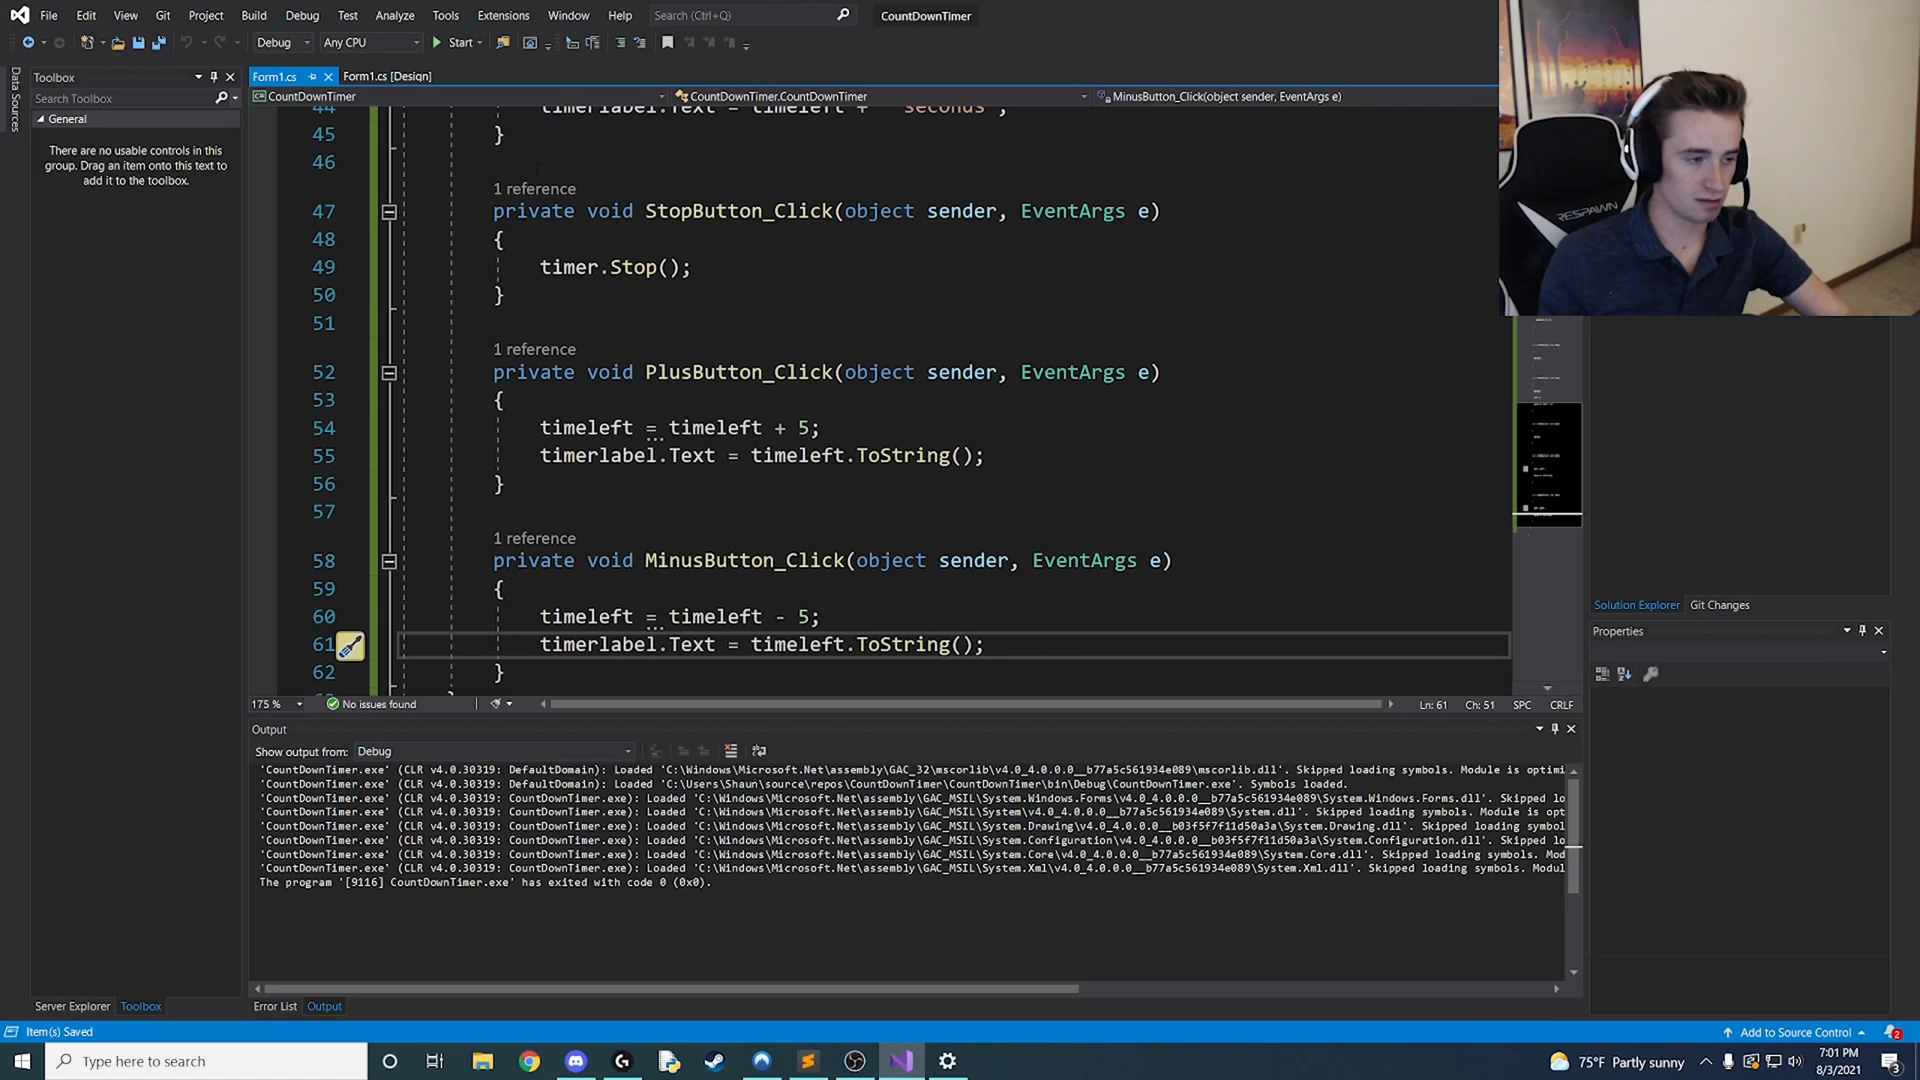 File Edit View Git Project Build Debug Test Analyze Tools Extensions Window Help Search (Ctrl+Q) CountDownTimer
Debug Any CPU Start
Data Sources
Toolbox
Search Toolbox
General
There are no usable controls in this
group. Drag an item onto this text to
add it to the toolbox.
Form1.cs Form1.cs [Design]
CountDownTimer CountDownTimer.CountDownTimer MinusButton_Click(object sender, EventArgs e)
44 timerlabel.Text = timeleft + " seconds";
45 }
46
1 reference
47 private void StopButton_Click(object sender, EventArgs e)
48 {
49 timer.Stop();
50 }
51
1 reference
52 private void PlusButton_Click(object sender, EventArgs e)
53 {
54 timeleft = timeleft + 5;
55 timerlabel.Text = timeleft.ToString();
56 }
57
1 reference
58 private void MinusButton_Click(object sender, EventArgs e)
59 {
60 timeleft = timeleft - 5;
61 timerlabel.Text = timeleft.ToString();
62 }
175 % No issues found Ln: 61 Ch: 51 SPC CRLF
RESPAWN
Solution Explorer Git Changes
Properties
Output
Show output from: Debug
'CountDownTimer.exe' (CLR v4.0.30319: DefaultDomain): Loaded 'C:\Windows\Microsoft.Net\assembly\GAC_32\mscorlib\v4.0_4.0.0.0__b77a5c561934e089\mscorlib.dll'. Skipped loading symbols. Module is optimi
'CountDownTimer.exe' (CLR v4.0.30319: DefaultDomain): Loaded 'C:\Users\Shaun\source\repos\CountDownTimer\CountDownTimer\bin\Debug\CountDownTimer.exe'. Symbols loaded.
'CountDownTimer.exe' (CLR v4.0.30319: CountDownTimer.exe): Loaded 'C:\Windows\Microsoft.Net\assembly\GAC_MSIL\System.Windows.Forms\v4.0_4.0.0.0__b77a5c561934e089\System.Windows.Forms.dll'. Skipped lo
'CountDownTimer.exe' (CLR v4.0.30319: CountDownTimer.exe): Loaded 'C:\Windows\Microsoft.Net\assembly\GAC_MSIL\System\v4.0_4.0.0.0__b77a5c561934e089\System.dll'. Skipped loading symbols. Module is opt
'CountDownTimer.exe' (CLR v4.0.30319: CountDownTimer.exe): Loaded 'C:\Windows\Microsoft.Net\assembly\GAC_MSIL\System.Drawing\v4.0_4.0.0.0__b03f5f7f11d50a3a\System.Drawing.dll'. Skipped loading symbol
'CountDownTimer.exe' (CLR v4.0.30319: CountDownTimer.exe): Loaded 'C:\Windows\Microsoft.Net\assembly\GAC_MSIL\System.Configuration\v4.0_4.0.0.0__b03f5f7f11d50a3a\System.Configuration.dll'. Skipped lo
'CountDownTimer.exe' (CLR v4.0.30319: CountDownTimer.exe): Loaded 'C:\Windows\Microsoft.Net\assembly\GAC_MSIL\System.Core\v4.0_4.0.0.0__b77a5c561934e089\System.Core.dll'. Skipped loading symbols. Mod
'CountDownTimer.exe' (CLR v4.0.30319: CountDownTimer.exe): Loaded 'C:\Windows\Microsoft.Net\assembly\GAC_MSIL\System.Xml\v4.0_4.0.0.0__b77a5c561934e089\System.Xml.dll'. Skipped loading symbols. Modul
The program '[9116] CountDownTimer.exe' has exited with code 0 (0x0).
Server Explorer Toolbox Error List Output
Item(s) Saved Add to Source Control 2
Type here to search 75°F Partly sunny 7:01 PM
8/3/2021 3